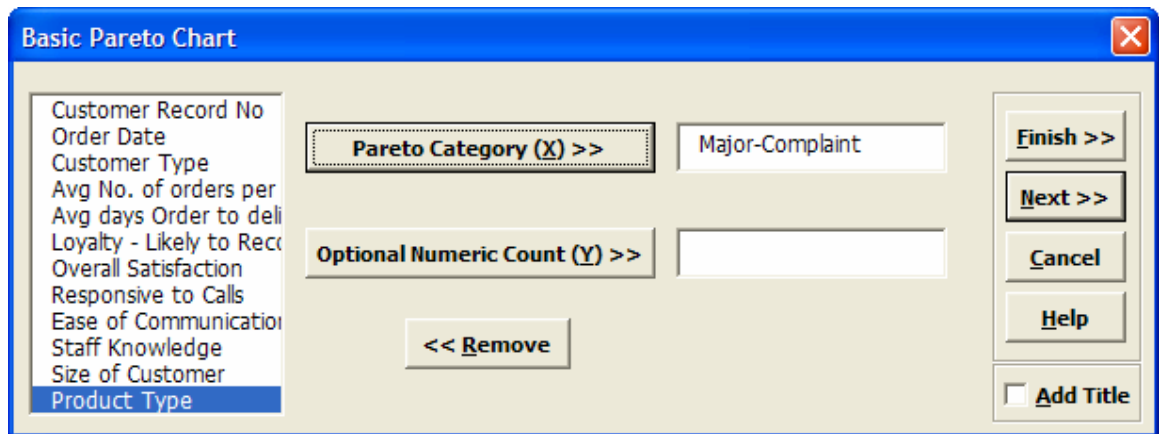 Basic Pareto Chart
Customer Record No
Order Date
Customer Type
Avg No. of orders per
Avg days Order to deli
Loyalty - Likely to Reco
Overall Satisfaction
Responsive to Calls
Ease of Communication
Staff Knowledge
Size of Customer
Product Type
Pareto Category (X) >>
Major-Complaint
Optional Numeric Count (Y) >>
<< Remove
Finish >>
Next >>
Cancel
Help
Add Title